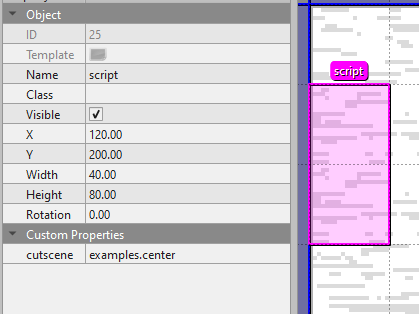 Object
ID 25
Template
Name script
Class
Visible
X 120.00
Y 200.00
Width 40.00
Height 80.00
Rotation 0.00
Custom Properties
cutscene examples.center
script